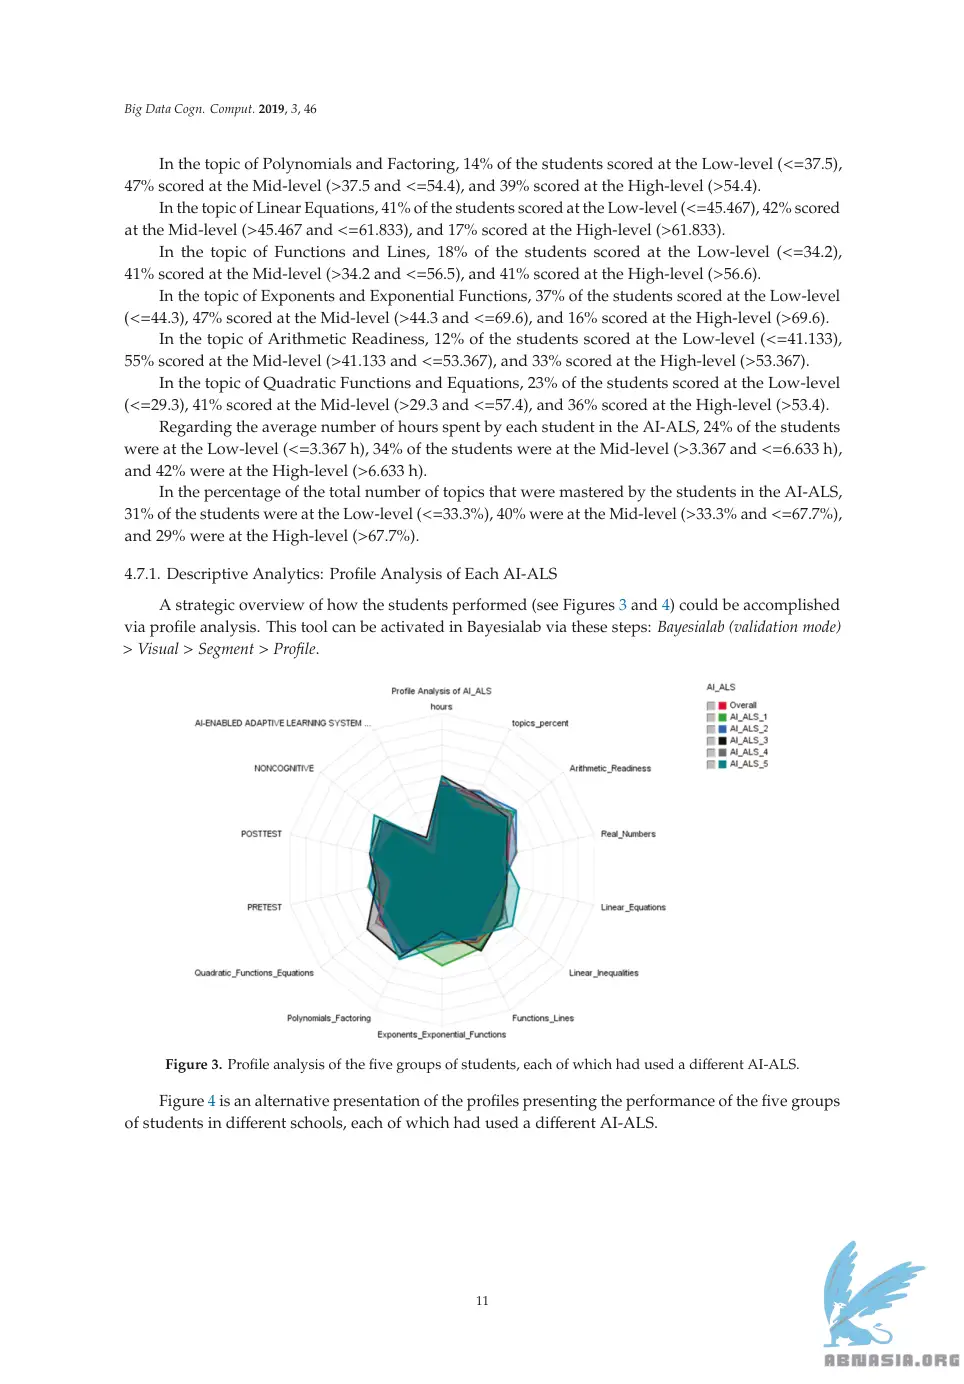 Big Data Cogn. Comput. 2019, 3, 46
In the topic of Polynomials and Factoring, 14% of the students scored at the Low-level (<=37.5),
47% scored at the Mid-level (>37.5 and <=54.4), and 39% scored at the High-level (>54.4).
In the topic of Linear Equations, 41% of the students scored at the Low-level (<=45.467), 42% scored
at the Mid-level (>45.467 and <=61.833), and 17% scored at the High-level (>61.833).
In the topic of Functions and Lines, 18% of the students scored at the Low-level (<=34.2),
41% scored at the Mid-level (>34.2 and <=56.5), and 41% scored at the High-level (>56.6).
In the topic of Exponents and Exponential Functions, 37% of the students scored at the Low-level
(<=44.3), 47% scored at the Mid-level (>44.3 and <=69.6), and 16% scored at the High-level (>69.6).
In the topic of Arithmetic Readiness, 12% of the students scored at the Low-level (<=41.133),
55% scored at the Mid-level (>41.133 and <=53.367), and 33% scored at the High-level (>53.367).
In the topic of Quadratic Functions and Equations, 23% of the students scored at the Low-level
(<=29.3), 41% scored at the Mid-level (>29.3 and <=57.4), and 36% scored at the High-level (>53.4).
Regarding the average number of hours spent by each student in the AI-ALS, 24% of the students
were at the Low-level (<=3.367 h), 34% of the students were at the Mid-level (>3.367 and <=6.633 h),
and 42% were at the High-level (>6.633 h).
In the percentage of the total number of topics that were mastered by the students in the AI-ALS,
31% of the students were at the Low-level (<=33.3%), 40% were at the Mid-level (>33.3% and <=67.7%),
and 29% were at the High-level (>67.7%).
4.7.1. Descriptive Analytics: Profile Analysis of Each AI-ALS
A strategic overview of how the students performed (see Figures 3 and 4) could be accomplished
via profile analysis. This tool can be activated in Bayesialab via these steps: Bayesialab (validation mode)
> Visual > Segment > Profile.
Profile Analysis of AI_ALS
hours
topics_percent
Arithmetic_Readiness
Real_Numbers
Linear_Equations
Linear_Inequalities
Functions_Lines
Exponents_Exponential_Functions
Polynomials_Factoring
Quadratic_Functions_Equations
PRETEST
POSTTEST
NONCOGNITIVE
AI-ENABLED ADAPTIVE LEARNING SYSTEM ...
AI_ALS
Overall
AI_ALS_1
AI_ALS_2
AI_ALS_3
AI_ALS_4
AI_ALS_5
Figure 3. Profile analysis of the five groups of students, each of which had used a different AI-ALS.
Figure 4 is an alternative presentation of the profiles presenting the performance of the five groups
of students in different schools, each of which had used a different AI-ALS.
11
ABNASIA.ORG